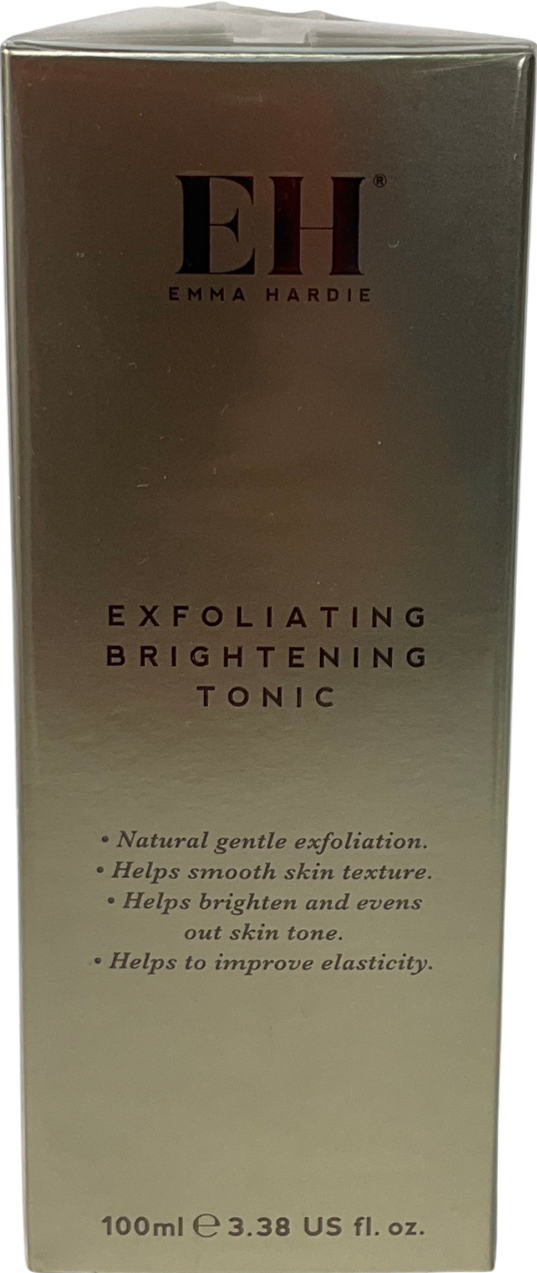 EH®
EMMA HARDIE
EXFOLIATING
BRIGHTENING
TONIC
• Natural gentle exfoliation.
• Helps smooth skin texture.
• Helps brighten and evens
out skin tone.
• Helps to improve elasticity.
100ml ℮ 3.38 US fl. oz.